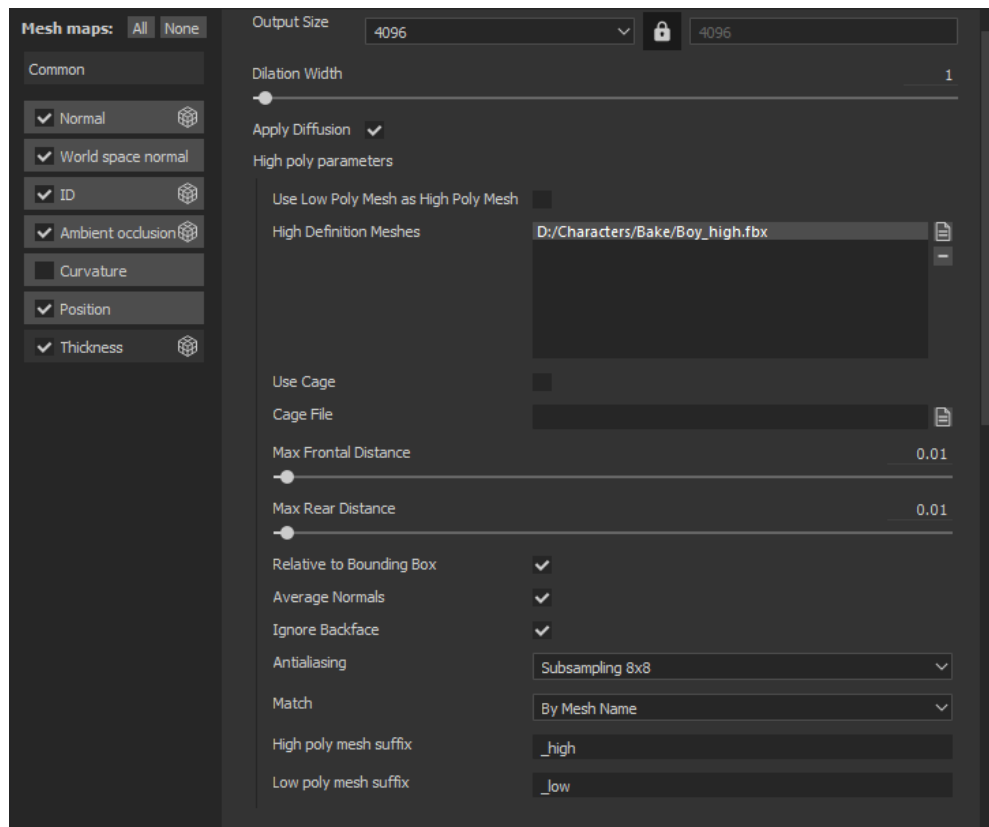 Mesh maps: All None
Common
Normal
World space normal
ID
Ambient occlusion
Curvature
Position
Thickness
Output Size 4096 4096
Dilation Width 1
Apply Diffusion
High poly parameters
Use Low Poly Mesh as High Poly Mesh
High Definition Meshes D:/Characters/Bake/Boy_high.fbx
Use Cage
Cage File
Max Frontal Distance 0.01
Max Rear Distance 0.01
Relative to Bounding Box
Average Normals
Ignore Backface
Antialiasing Subsampling 8x8
Match By Mesh Name
High poly mesh suffix _high
Low poly mesh suffix _low